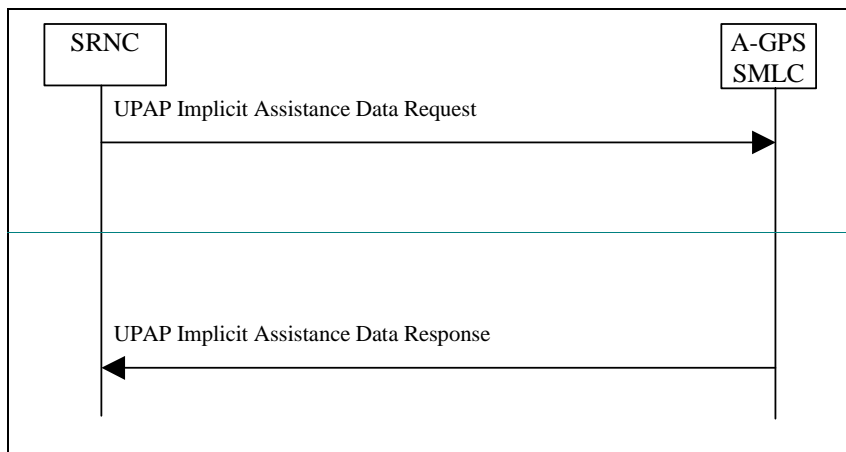 SRNC
A-GPS
SMLC
UPAP Implicit Assistance Data Request
UPAP Implicit Assistance Data Response